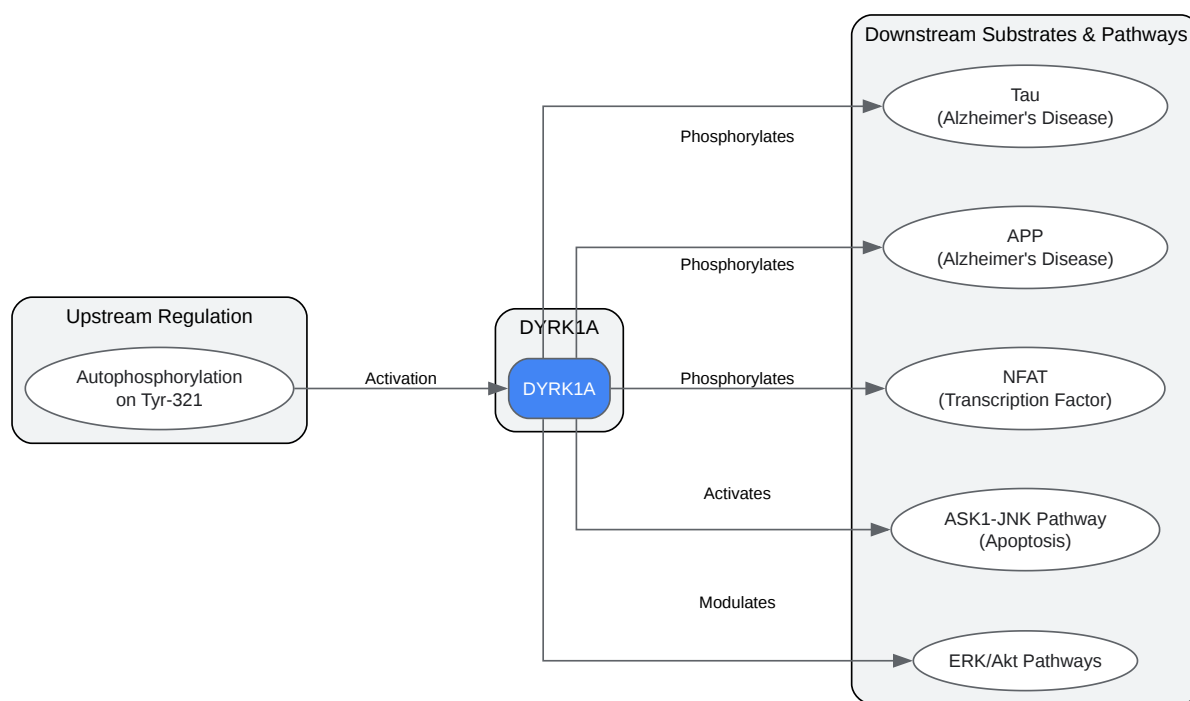 Downstream Substrates & Pathways
Tau
(Alzheimer's Disease)
Phosphorylates
APP
(Alzheimer's Disease)
Phosphorylates
Upstream Regulation
Autophosphorylation
on Tyr-321
Activation
DYRK1A
DYRK1A
Phosphorylates
NFAT
(Transcription Factor)
Activates
ASK1-JNK Pathway
(Apoptosis)
Modulates
ERK/Akt Pathways